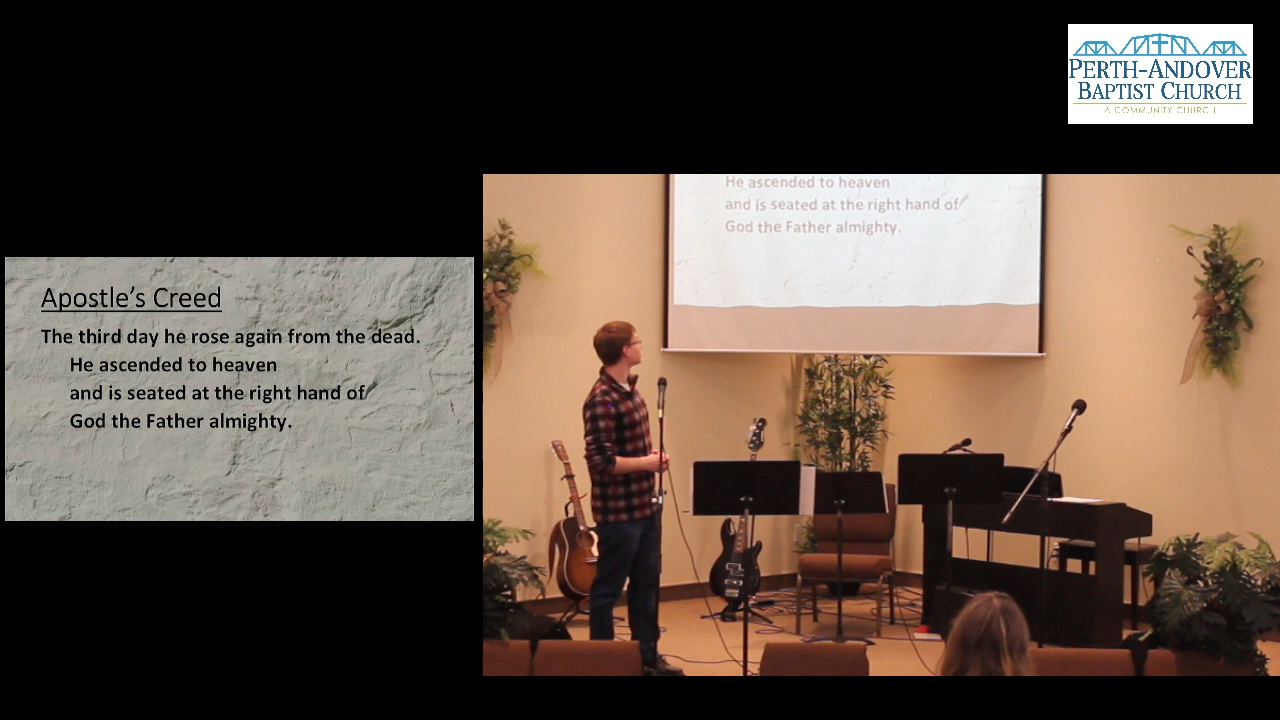 PERTH-ANDOVER
BAPTIST CHURCH
A COMMUNITY CHURCH
Apostle's Creed
The third day he rose again from the dead.
He ascended to heaven
and is seated at the right hand of
God the Father almighty.
He ascended to heaven
and is seated at the right hand of
God the Father almighty.